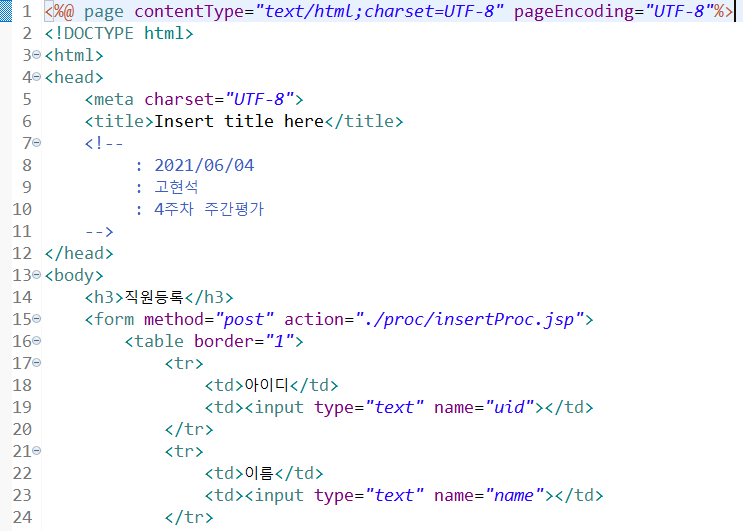 1 <%@ page contentType="text/html;charset=UTF-8" pageEncoding="UTF-8"%>
2 <!DOCTYPE html>
3 <html>
4 <head>
5     <meta charset="UTF-8">
6     <title>Insert title here</title>
7     <!--
8          : 2021/06/04
9          : 고현석
10          : 4주차 주간평가
11     -->
12 </head>
13 <body>
14     <h3>직원등록</h3>
15     <form method="post" action="./proc/insertProc.jsp">
16         <table border="1">
17             <tr>
18                 <td>아이디</td>
19                 <td><input type="text" name="uid"></td>
20             </tr>
21             <tr>
22                 <td>이름</td>
23                 <td><input type="text" name="name"></td>
24             </tr>